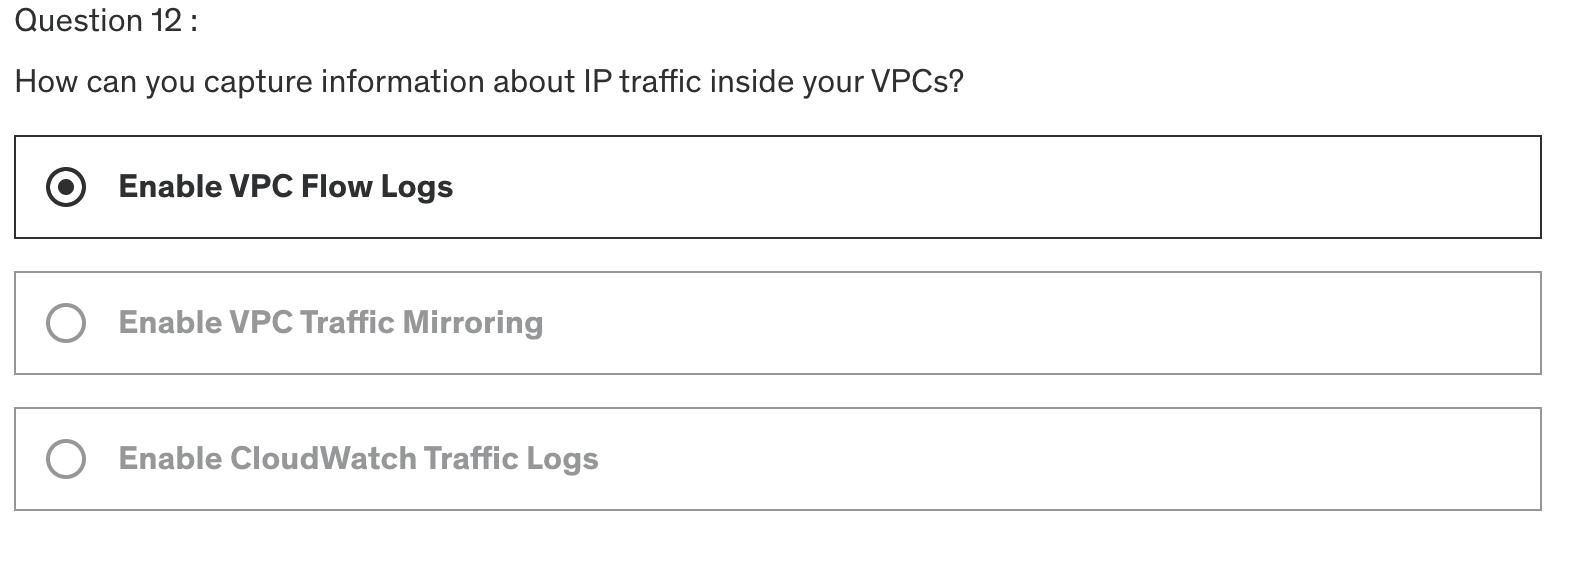 Question 12 :
How can you capture information about IP traffic inside your VPCs?
Enable VPC Flow Logs
Enable VPC Traffic Mirroring
Enable CloudWatch Traffic Logs